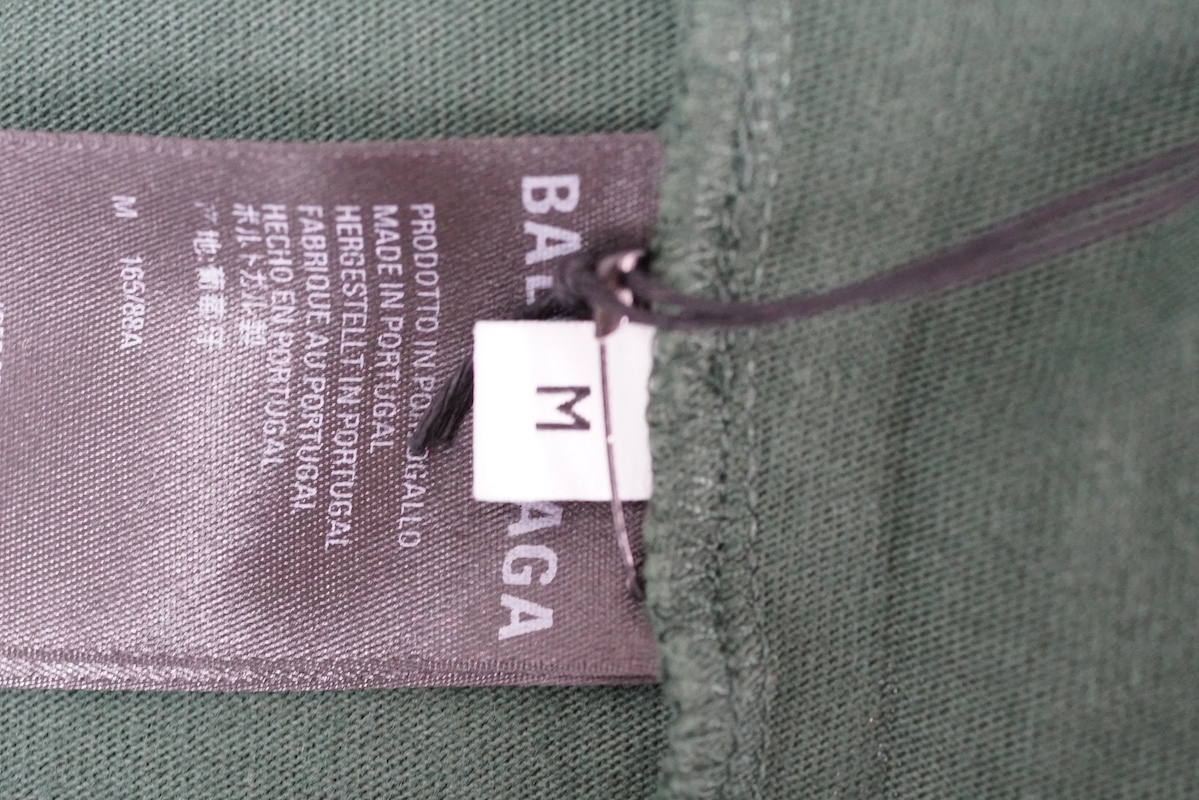 BAL AGA
M
PRODOTTO IN PORTOGALLO
MADE IN PORTUGAL
HERGESTELLT IN PORTUGAL
FABRIQUE AU PORTUGAL
HECHO EN PORTUGAL
ポルトガル製
产地:葡萄牙
M 165/88A